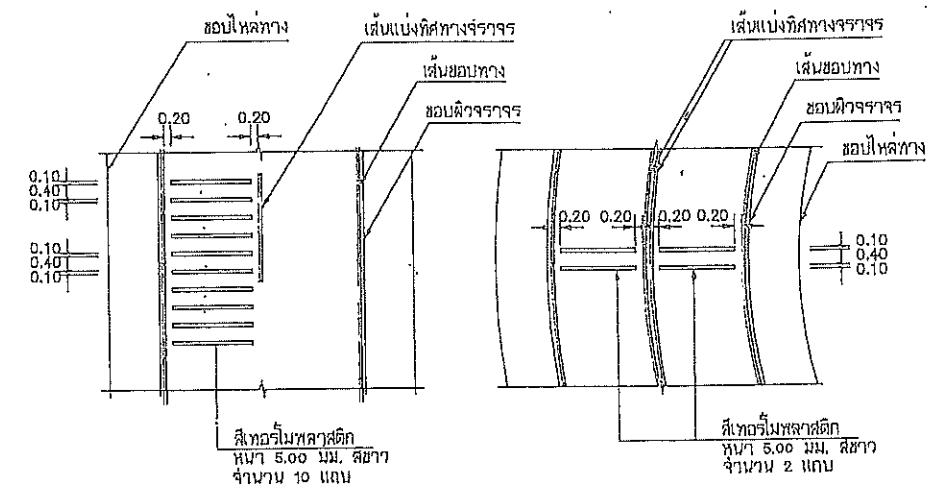 ขอบไหล่ทาง
เส้นแบ่งทิศทางจราจร
เส้นขอบทาง
ขอบผิวจราจร
0.20
0.20
0.10
0.40
0.10
0.10
0.40
0.10
สีเทอร์โมพลาสติก
หนา 5.00 มม. สีขาว
จำนวน 10 แถบ
เส้นแบ่งทิศทางจราจร
เส้นขอบทาง
ขอบผิวจราจร
ขอบไหล่ทาง
0.20 0.20 0.20 0.20
0.10
0.40
0.10
สีเทอร์โมพลาสติก
หนา 5.00 มม. สีขาว
จำนวน 2 แถบ